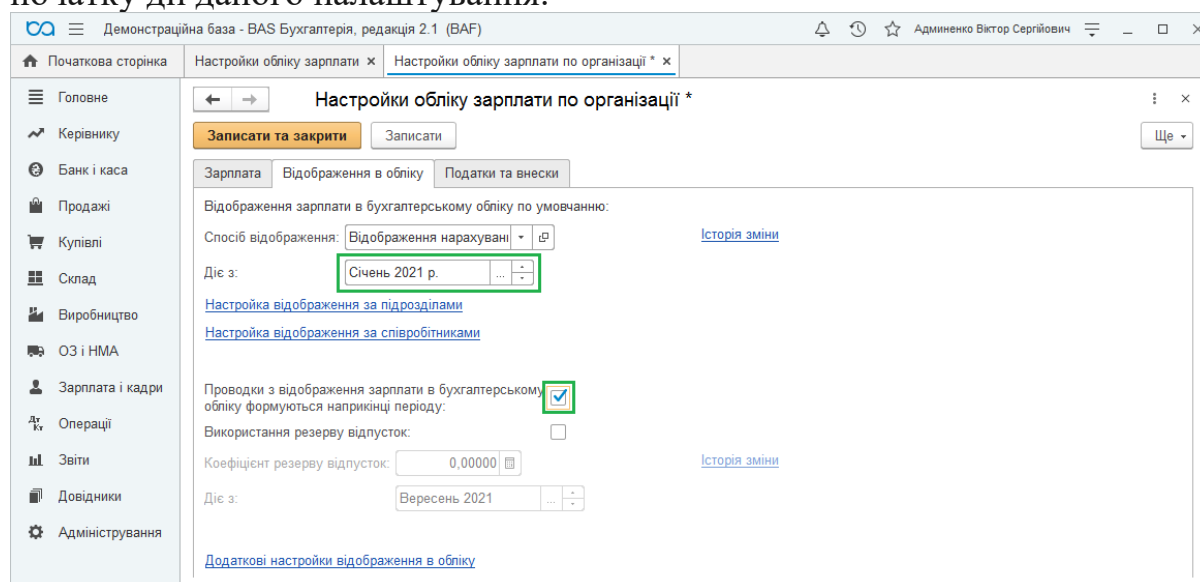 початку дії даного налаштування.
Демонстраційна база - BAS Бухгалтерія, редакція 2.1 (BAF)
Админенко Віктор Сергійович
Початкова сторінка
Настройки обліку зарплати ×
Настройки обліку зарплати по організації * ×
Головне
Керівнику
Банк і каса
Продажі
Купівлі
Склад
Виробництво
ОЗ і НМА
Зарплата і кадри
Операції
Звіти
Довідники
Адміністрування
Настройки обліку зарплати по організації *
Записати та закрити
Записати
Ще
Зарплата
Відображення в обліку
Податки та внески
Відображення зарплати в бухгалтерському обліку по умовчанню:
Спосіб відображення: Відображення нарахувані
Історія зміни
Діє з: Січень 2021 р. ...
Настройка відображення за підрозділами
Настройка відображення за співробітниками
Проводки з відображення зарплати в бухгалтерському
обліку формуються наприкінці періоду:
Використання резерву відпусток:
Коефіцієнт резерву відпусток: 0,00000
Історія зміни
Діє з: Вересень 2021 ...
Додаткові настройки відображення в обліку